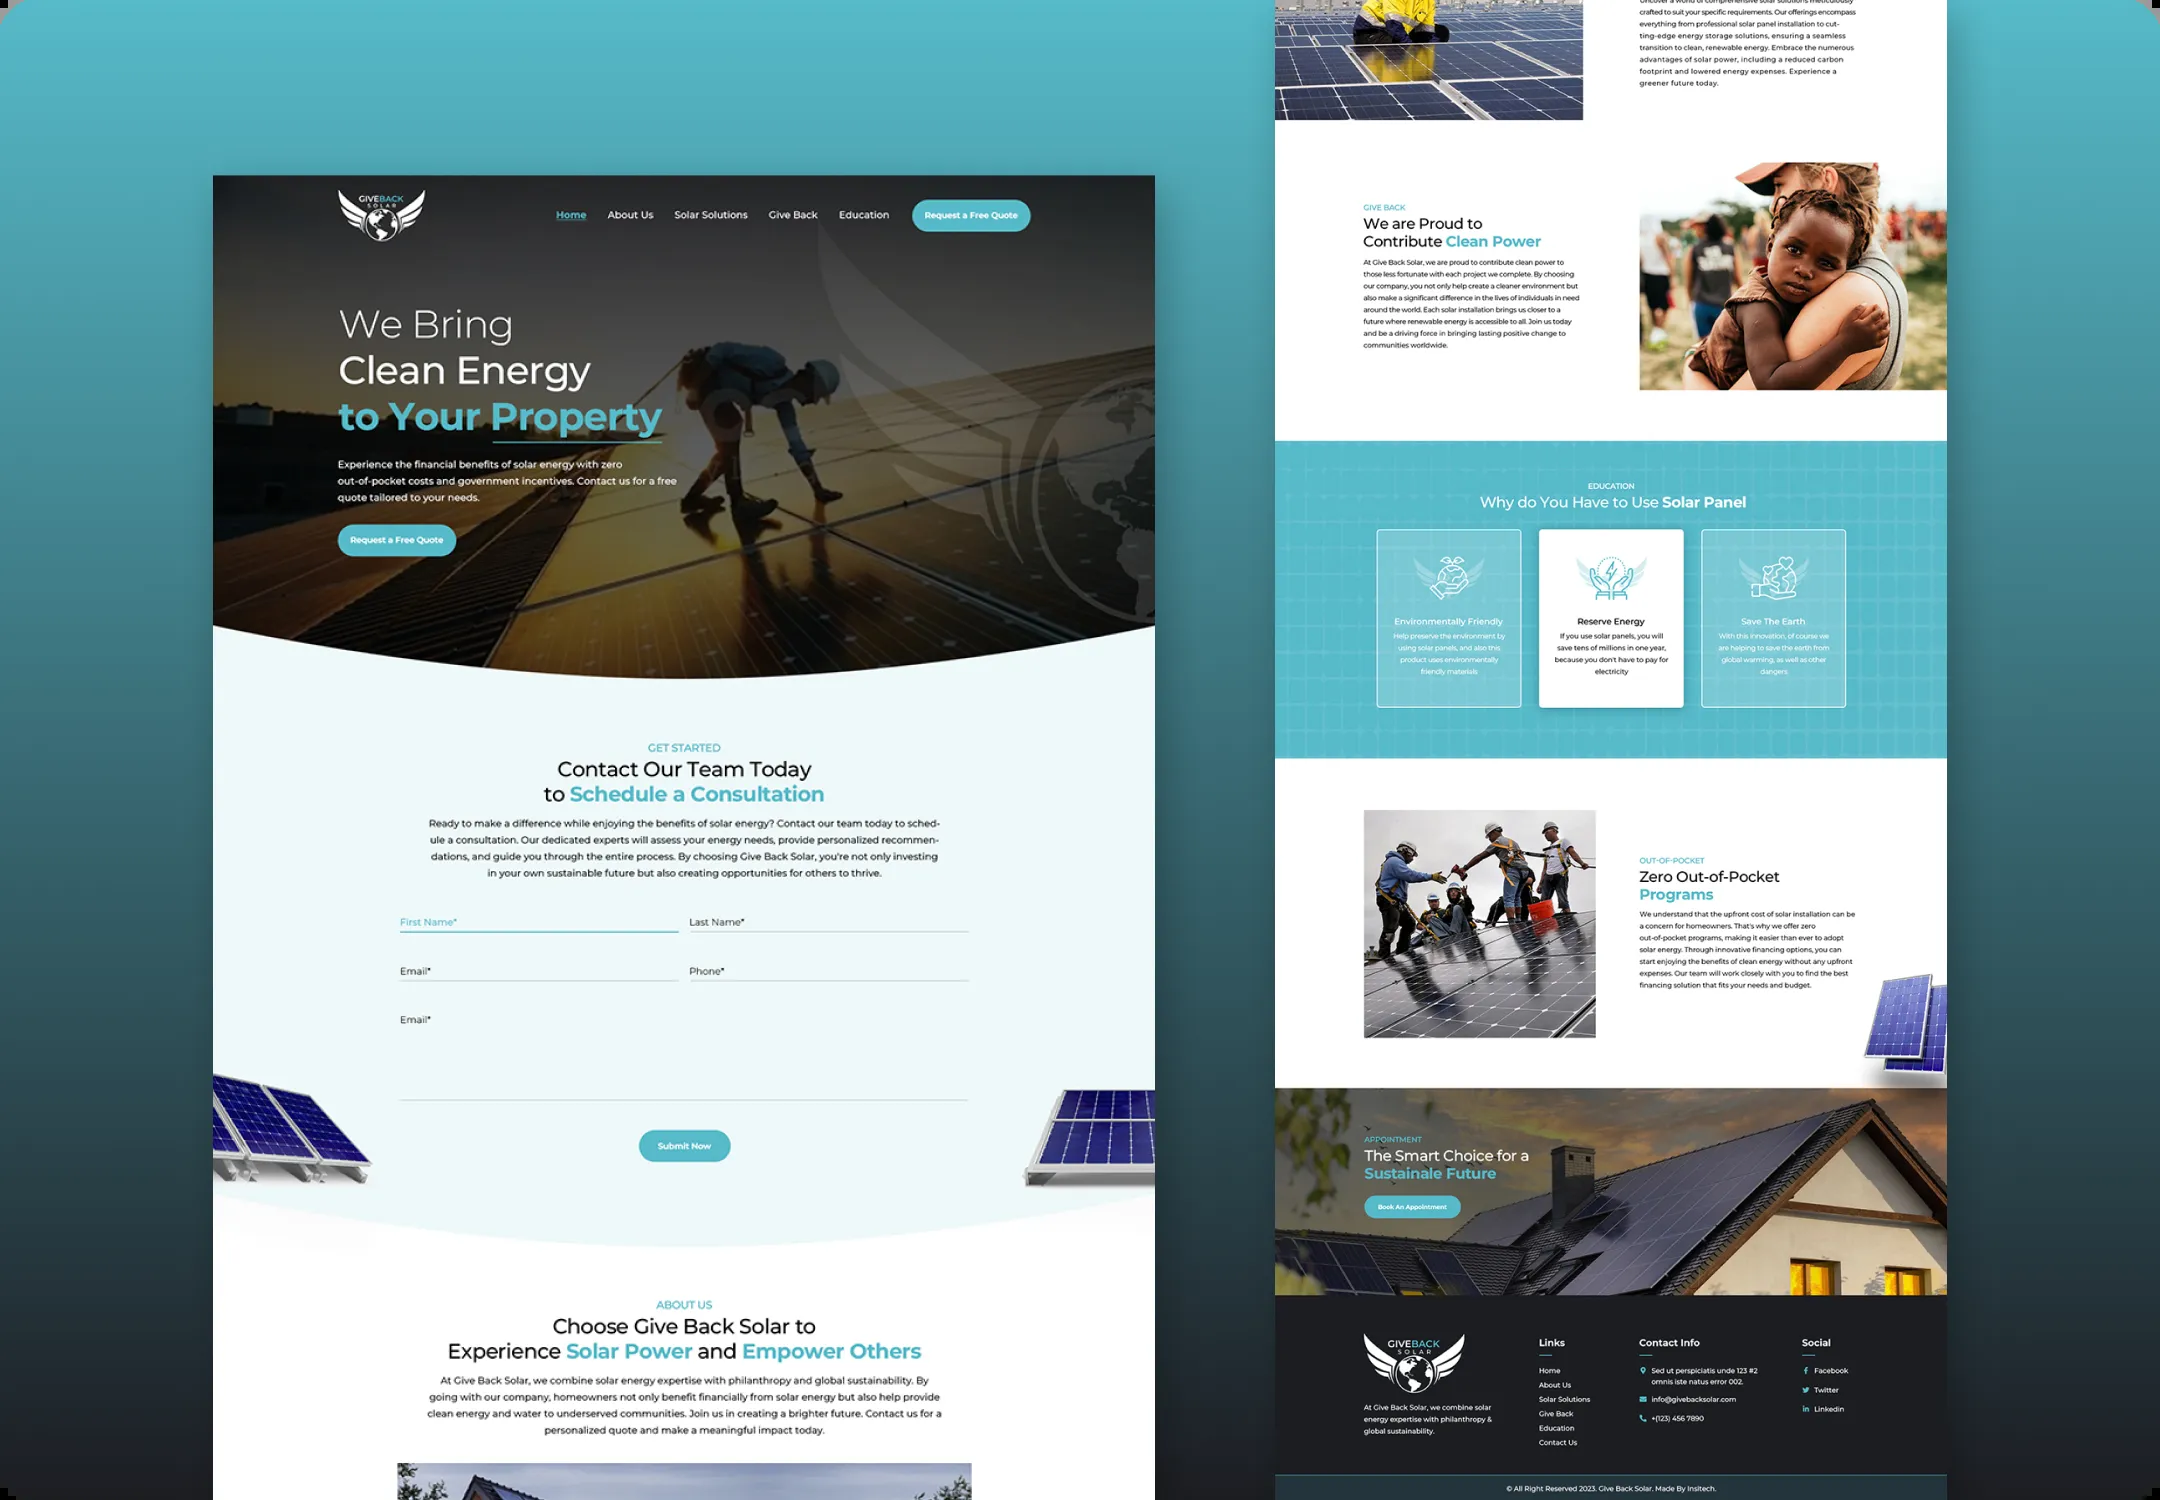 GIVEBACK
SOLAR
Home
About Us
Solar Solutions
Give Back
Education
Request a Free Quote
We Bring
Clean Energy
to Your Property
Experience the financial benefits of solar energy with zero
out-of-pocket costs and government incentives. Contact us for a free
quote tailored to your needs.
Request a Free Quote
GET STARTED
Contact Our Team Today
to Schedule a Consultation
Ready to make a difference while enjoying the benefits of solar energy? Contact our team today to sched-
ule a consultation. Our dedicated experts will assess your energy needs, provide personalized recommen-
dations, and guide you through the entire process. By choosing Give Back Solar, you're not only investing
in your own sustainable future but also creating opportunities for others to thrive.
First Name*
Last Name*
Email*
Phone*
Email*
Submit Now
ABOUT US
Choose Give Back Solar to
Experience Solar Power and Empower Others
At Give Back Solar, we combine solar energy expertise with philanthropy and global sustainability. By
going with our company, homeowners not only benefit financially from solar energy but also help provide
clean energy and water to underserved communities. Join us in creating a brighter future. Contact us for a
personalized quote and make a meaningful impact today.
Uncover a world of comprehensive solar solutions meticulously
crafted to suit your specific requirements. Our offerings encompass
everything from professional solar panel installation to cut-
ting-edge energy storage solutions, ensuring a seamless
transition to clean, renewable energy. Embrace the numerous
advantages of solar power, including a reduced carbon
footprint and lowered energy expenses. Experience a
greener future today.
GIVE BACK
We are Proud to
Contribute Clean Power
At Give Back Solar, we are proud to contribute clean power to
those less fortunate with each project we complete. By choosing
our company, you not only help create a cleaner environment but
also make a significant difference in the lives of individuals in need
around the world. Each solar installation brings us closer to a
future where renewable energy is accessible to all. Join us today
and be a driving force in bringing lasting positive change to
communities worldwide.
EDUCATION
Why do You Have to Use Solar Panel
Environmentally Friendly
Help preserve the environment by
using solar panels, and also this
product uses environmentally
friendly materials
Reserve Energy
If you use solar panels, you will
save tens of millions in one year,
because you don't have to pay for
electricity
Save The Earth
With this innovation, of course we
are helping to save the earth from
global warming, as well as other
dangers
OUT-OF-POCKET
Zero Out-of-Pocket
Programs
We understand that the upfront cost of solar installation can be
a concern for homeowners. That's why we offer zero
out-of-pocket programs, making it easier than ever to adopt
solar energy. Through innovative financing options, you can
start enjoying the benefits of clean energy without any upfront
expenses. Our team will work closely with you to find the best
financing solution that fits your needs and budget.
APPOINTMENT
The Smart Choice for a
Sustainale Future
Book An Appointment
GIVEBACK
SOLAR
At Give Back Solar, we combine solar
energy expertise with philanthropy &
global sustainability.
Links
Home
About Us
Solar Solutions
Give Back
Education
Contact Us
Contact Info
Sed ut perspiciatis unde 123 #2
omnis iste natus error 002.
info@givebacksolar.com
+(123) 456 7890
Social
Facebook
Twitter
Linkedin
© All Right Reserved 2023. Give Back Solar. Made By Insitech.